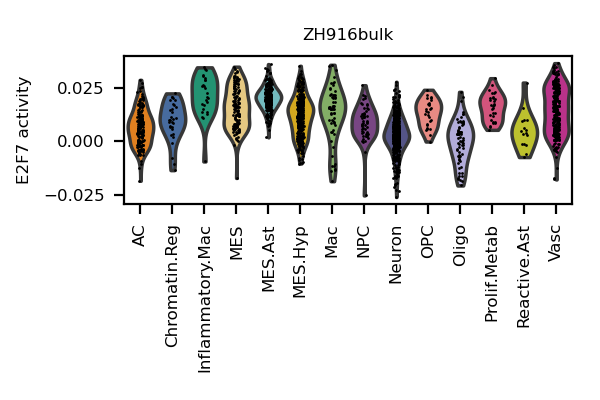 ZH916bulk
E2F7 activity
0.025
0.000
−0.025
AC
Chromatin.Reg
Inflammatory.Mac
MES
MES.Ast
MES.Hyp
Mac
NPC
Neuron
OPC
Oligo
Prolif.Metab
Reactive.Ast
Vasc